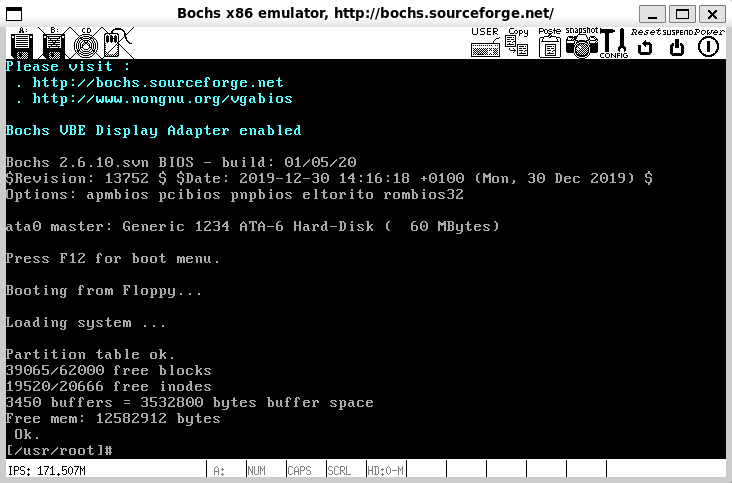 Bochs x86 emulator, http://bochs.sourceforge.net/
A: B: CD USER Copy Paste snapshot CONFIG Reset SUSPEND Power
Please visit :
 . http://bochs.sourceforge.net
 . http://www.nongnu.org/vgabios
Bochs VBE Display Adapter enabled
Bochs 2.6.10.svn BIOS - build: 01/05/20
$Revision: 13752 $ $Date: 2019-12-30 14:16:18 +0100 (Mon, 30 Dec 2019) $
Options: apmbios pcibios pnpbios eltorito rombios32
ata0 master: Generic 1234 ATA-6 Hard-Disk (  60 MBytes)
Press F12 for boot menu.
Booting from Floppy...
Loading system ...
Partition table ok.
39065/62000 free blocks
19520/20666 free inodes
3450 buffers = 3532800 bytes buffer space
Free mem: 12582912 bytes
 Ok.
[/usr/root]#
IPS: 171.507M A: NUM CAPS SCRL HD:0-M